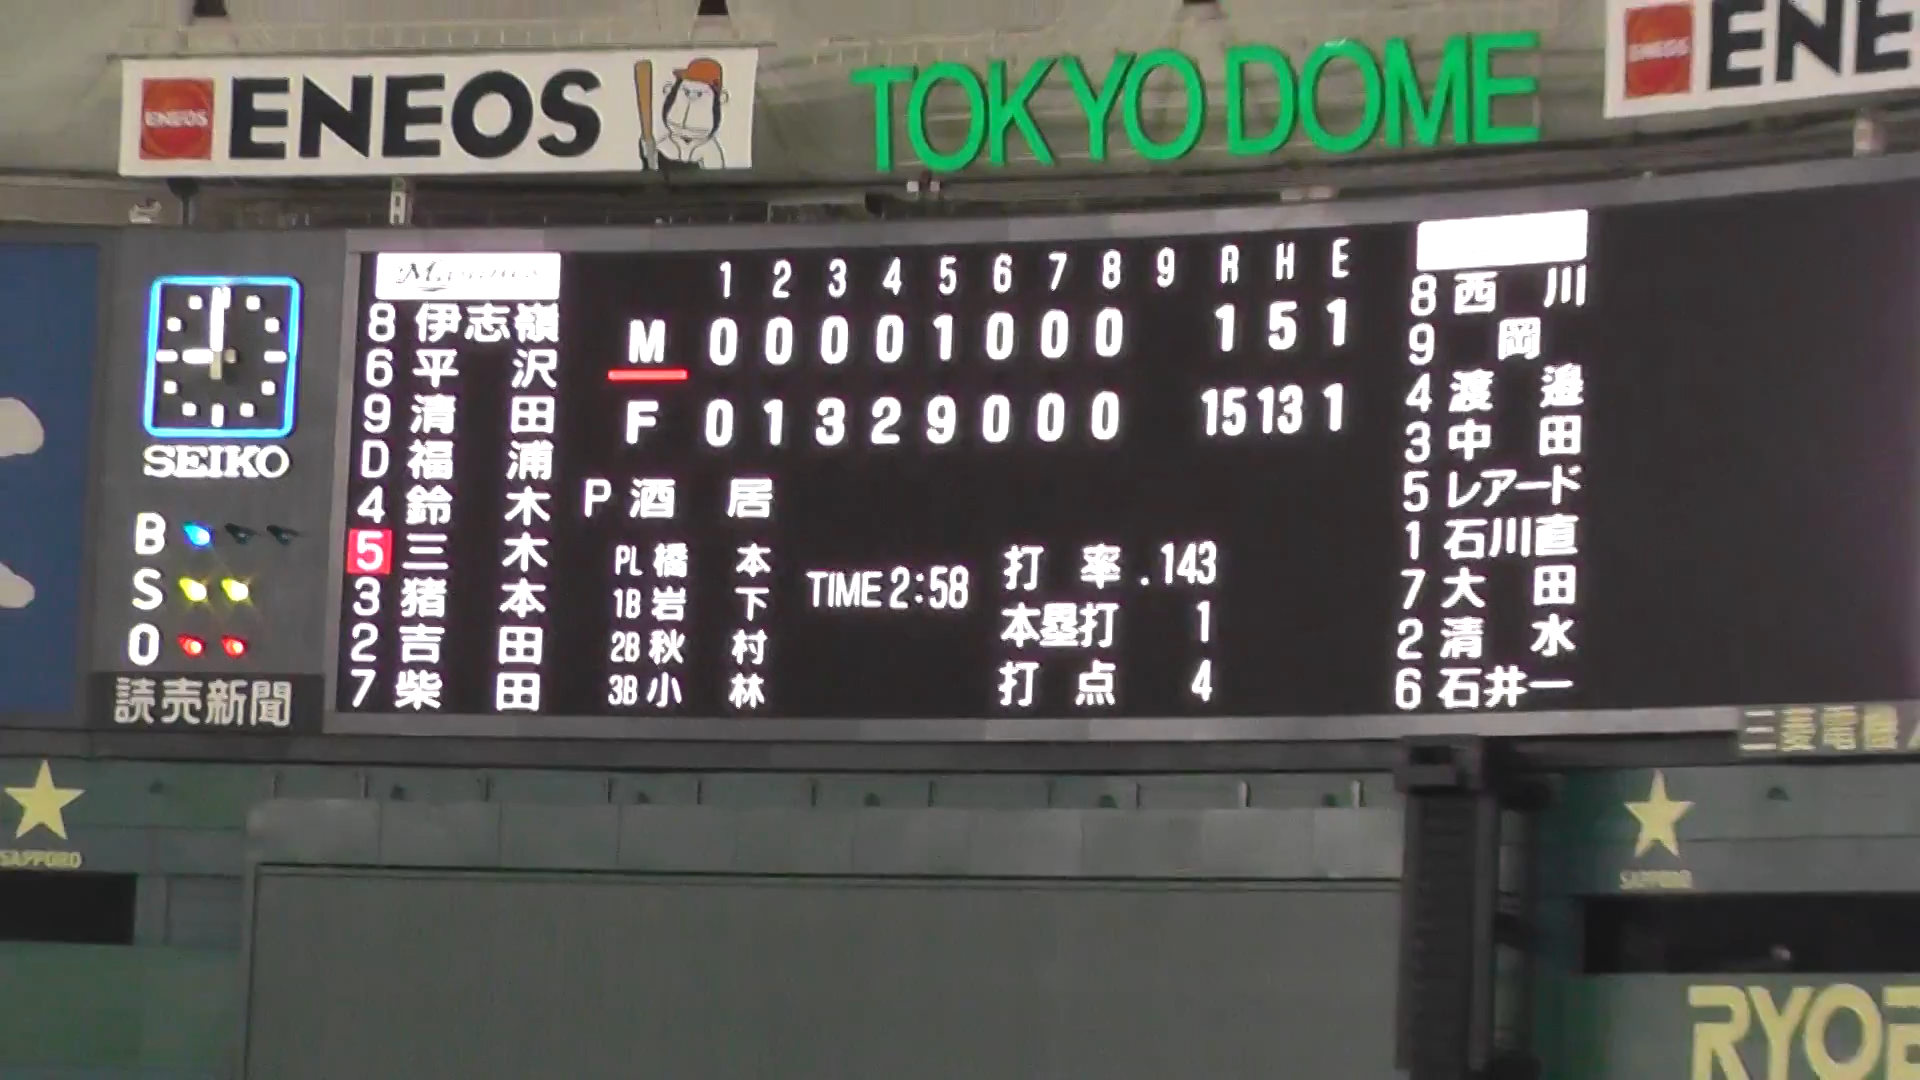 ENEOS ENEOS
TOKYO DOME
ENEOS ENE
Marines
1 2 3 4 5 6 7 8 9 R H E
M 0 0 0 0 1 0 0 0 1 5 1
F 0 1 3 2 9 0 0 0 15 13 1
8 伊志嶺
6 平沢
9 清田
D 福浦
4 鈴木
5 三木
3 猪本
2 吉田
7 柴田
P 酒居
PL 橋本
1B 岩下
2B 秋村
3B 小林
TIME 2:58
打率 .143
本塁打 1
打点 4
8 西川
9 岡
4 渡邉
3 中田
5 レアード
1 石川直
7 大田
2 清水
6 石井一
SEIKO
B
S
O
読売新聞
三菱電機
SAPPORO
SAPPORO
RYOB